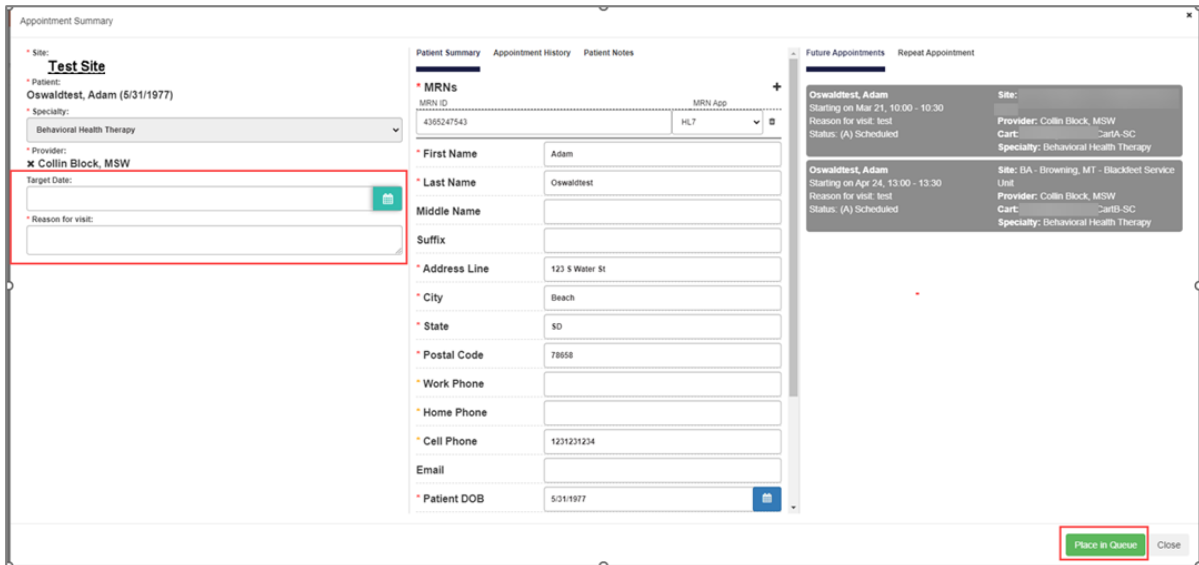 Appointment Summary
* Site:
Test Site
* Patient:
Oswaldtest, Adam (5/31/1977)
* Specialty:
Behavioral Health Therapy
* Provider:
✖ Collin Block, MSW
Target Date:
* Reason for visit:
Patient Summary Appointment History Patient Notes
* MRNs
MRN ID MRN App
4365247543 HL7
* First Name Adam
* Last Name Oswaldtest
Middle Name
Suffix
* Address Line 123 S Water St
* City Beach
* State SD
* Postal Code 78658
* Work Phone
* Home Phone
* Cell Phone 1231231234
Email
* Patient DOB 5/31/1977
Future Appointments Repeat Appointment
Oswaldtest, Adam Site:
Starting on Mar 21, 10:00 - 10:30
Reason for visit: test Provider: Collin Block, MSW
Status: (A) Scheduled Cart: CartA-SC
Specialty: Behavioral Health Therapy
Oswaldtest, Adam Site: BA - Browning, MT - Blackfeet Service
Starting on Apr 24, 13:00 - 13:30 Unit
Reason for visit: test Provider: Collin Block, MSW
Status: (A) Scheduled Cart: CartB-SC
Specialty: Behavioral Health Therapy
Place in Queue Close